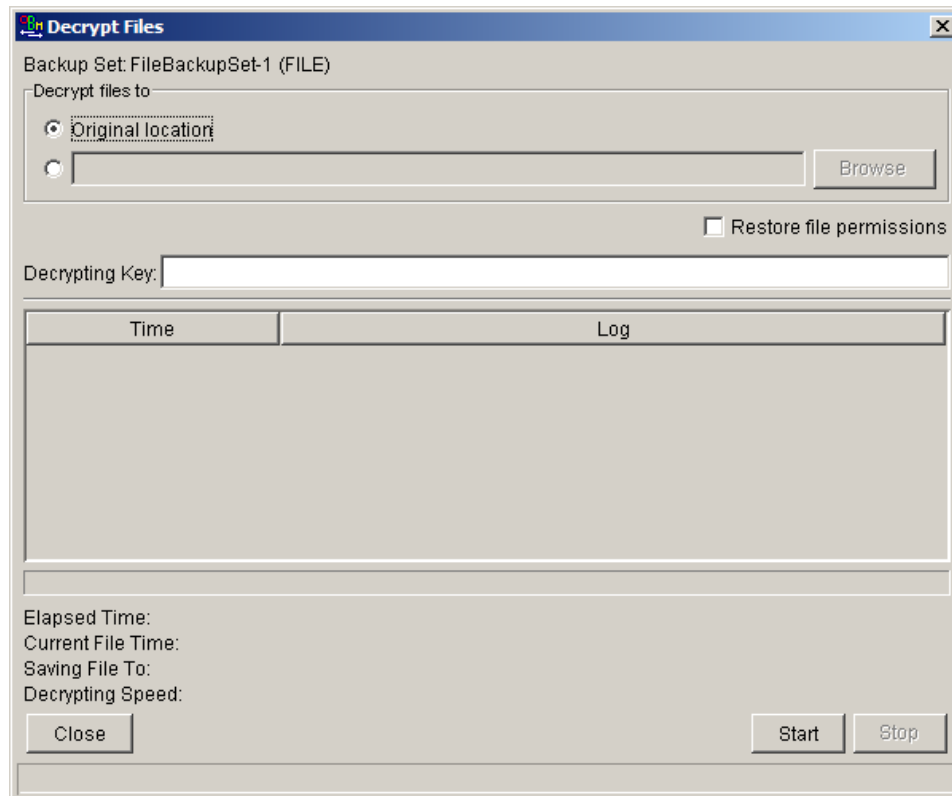 OBM Decrypt Files
Backup Set: FileBackupSet-1 (FILE)
Decrypt files to
Original location
Browse
Restore file permissions
Decrypting Key:
Time Log
Elapsed Time:
Current File Time:
Saving File To:
Decrypting Speed:
Close Start Stop